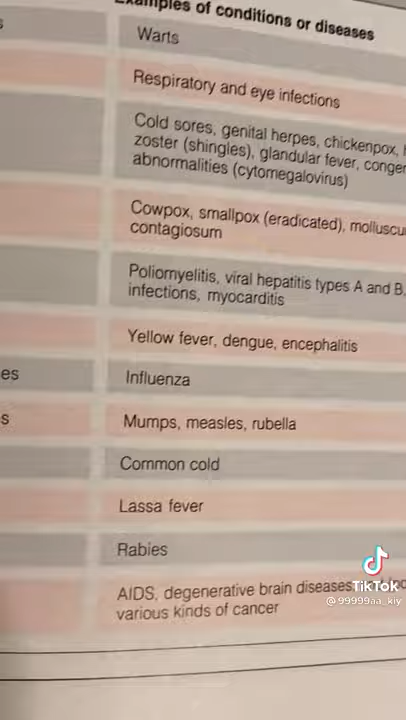 Examples of conditions or diseases
Warts
Respiratory and eye infections
Cold sores, genital herpes, chickenpox,
zoster (shingles), glandular fever,
abnormalities (cytomegalovirus)
Cowpox, smallpox (eradicated),
contagiosum
Poliomyelitis, viral hepatitis types A and B,
infections, myocarditis
Yellow fever, dengue, encephalitis
es
Influenza
s
Mumps, measles, rubella
Common cold
Lassa fever
Rabies
AIDS, degenerative brain diseases,
various kinds of cancer
TikTok
@99999aa_kiy